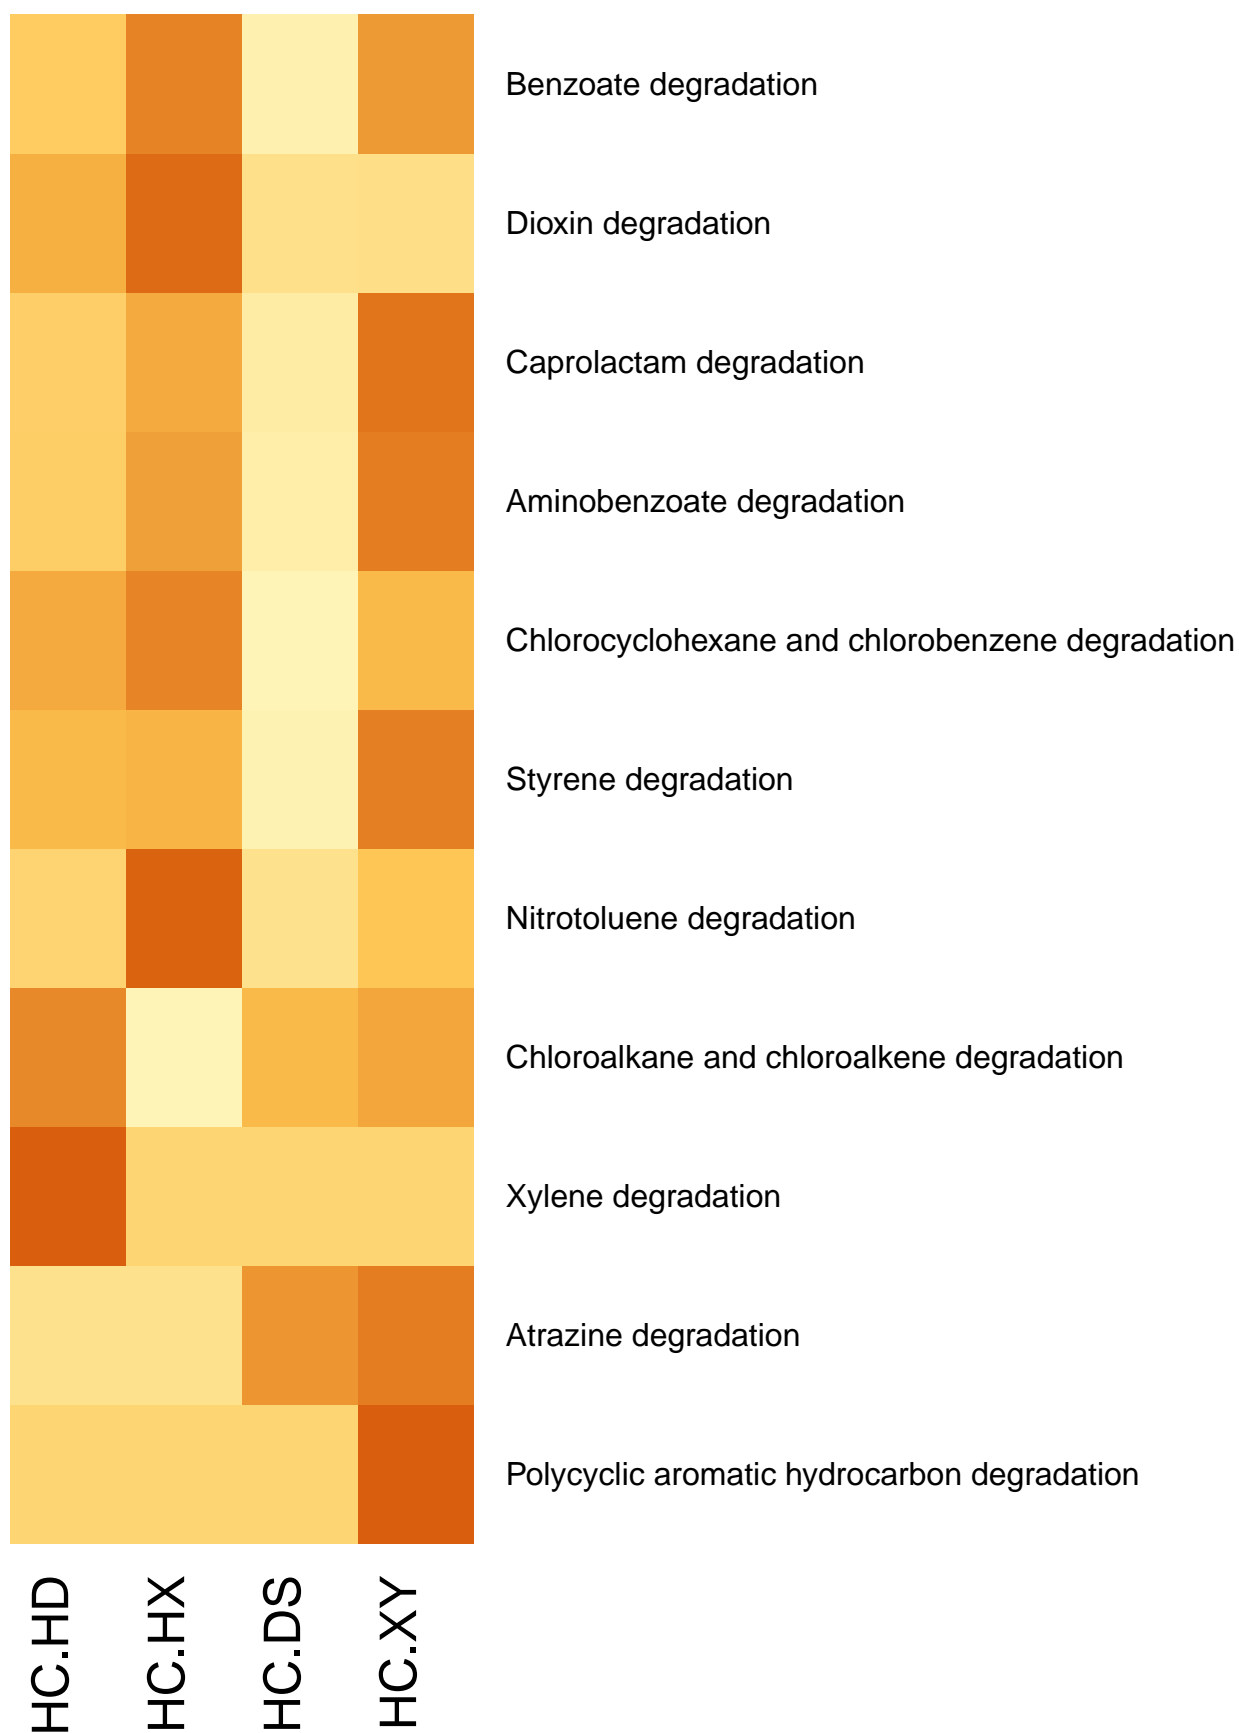 Benzoate degradation
Dioxin degradation
Caprolactam degradation
Aminobenzoate degradation
Chlorocyclohexane and chlorobenzene degradation
Styrene degradation
Nitrotoluene degradation
Chloroalkane and chloroalkene degradation
Xylene degradation
Atrazine degradation
Polycyclic aromatic hydrocarbon degradation
HC.HD
HC.HX
HC.DS
HC.XY